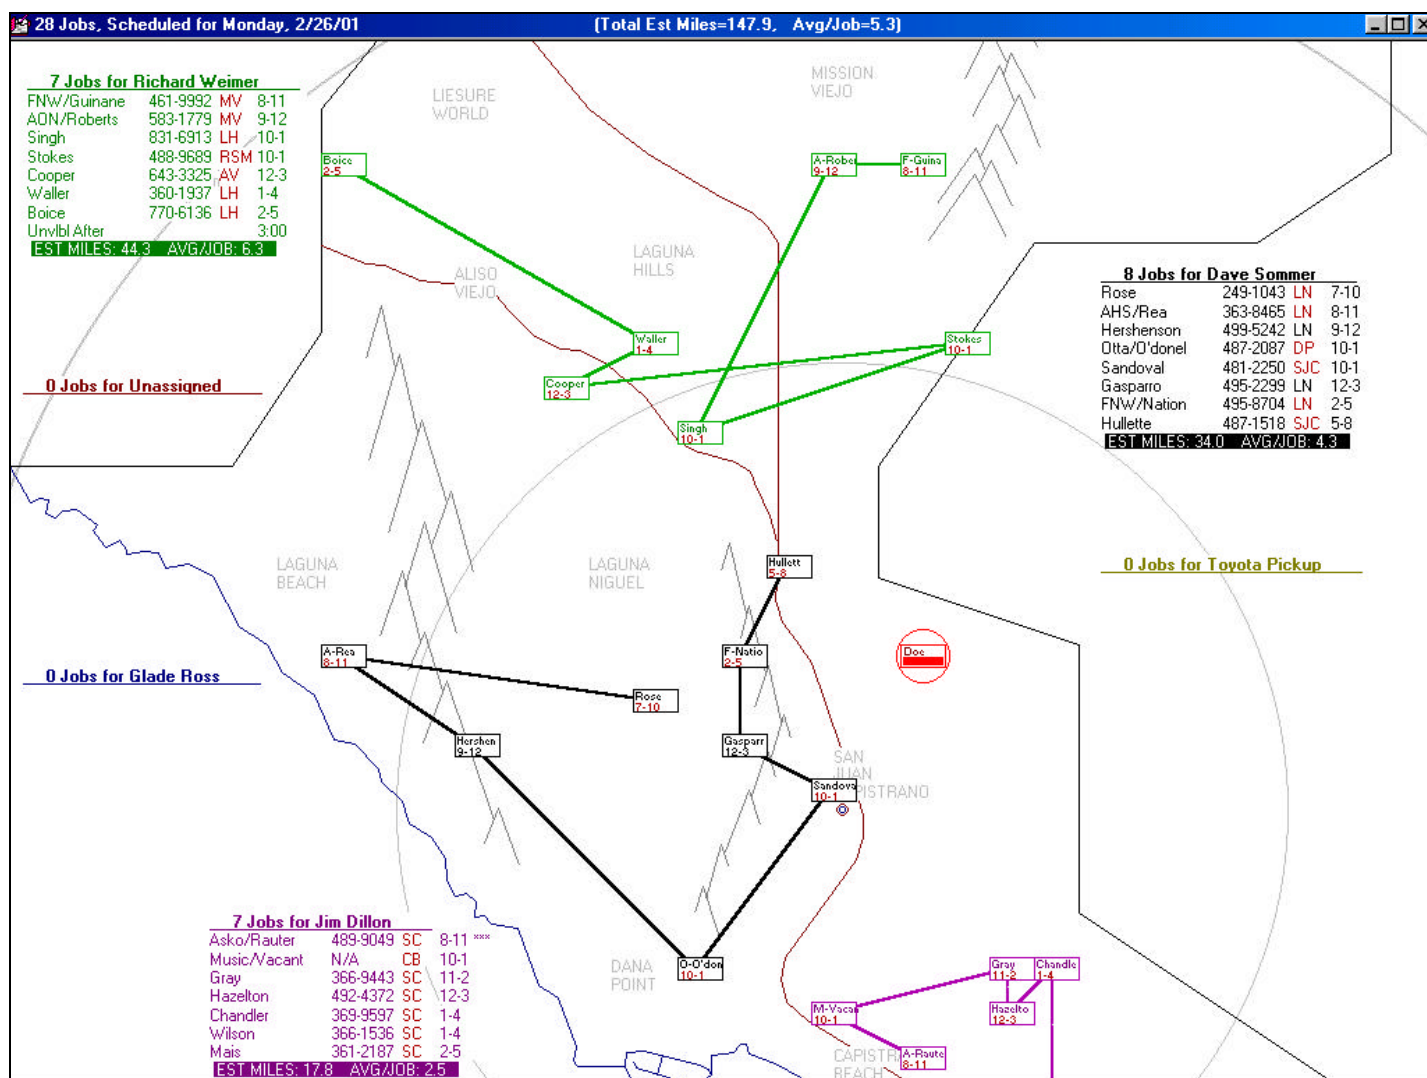 28 Jobs, Scheduled for Monday, 2/26/01 (Total Est Miles=147.9, Avg/Job=5.3)
7 Jobs for Richard Weimer
FNW/Guinane 461-9992 MV 8-11
AON/Roberts 583-1779 MV 9-12
Singh 831-6913 LH 10-1
Stokes 488-9689 RSM 10-1
Cooper 643-3325 AV 12-3
Waller 360-1937 LH 1-4
Boice 770-6136 LH 2-5
Unvlbl After 3:00
EST MILES: 44.3 AVG/JOB: 6.3
LIESURE
WORLD
MISSION
VIEJO
Boice
2-5
A-Rober
9-12
F-Guina
8-11
LAGUNA
HILLS
ALISO
VIEJO
Waller
1-4
Stokes
10-1
Cooper
12-3
Singh
10-1
0 Jobs for Unassigned
8 Jobs for Dave Sommer
Rose 249-1043 LN 7-10
AHS/Rea 363-8465 LN 8-11
Hershenson 499-5242 LN 9-12
Otta/O'donel 487-2087 DP 10-1
Sandoval 481-2250 SJC 10-1
Gasparro 495-2299 LN 12-3
FNW/Nation 495-8704 LN 2-5
Hullette 487-1518 SJC 5-8
EST MILES: 34.0 AVG/JOB: 4.3
LAGUNA
BEACH
LAGUNA
NIGUEL
Hullett
5-8
0 Jobs for Toyota Pickup
0 Jobs for Glade Ross
A-Rea
8-11
F-Natio
2-5
Doe
Rose
7-10
Hershen
9-12
Gasparr
12-3
SAN
JUAN
Sandova
10-1
PISTRANO
7 Jobs for Jim Dillon
Asko/Rauter 489-9049 SC 8-11 ***
Music/Vacant N/A CB 10-1
Gray 366-9443 SC 11-2
Hazelton 492-4372 SC 12-3
Chandler 369-9597 SC 1-4
Wilson 366-1536 SC 1-4
Mais 361-2187 SC 2-5
EST MILES: 17.8 AVG/JOB: 2.5
DANA
POINT
O-O'don
10-1
Gray
11-2
Chandle
1-4
M-Vacan
10-1
Hazelto
12-3
CAPISTR
BEACH
A-Raute
8-11